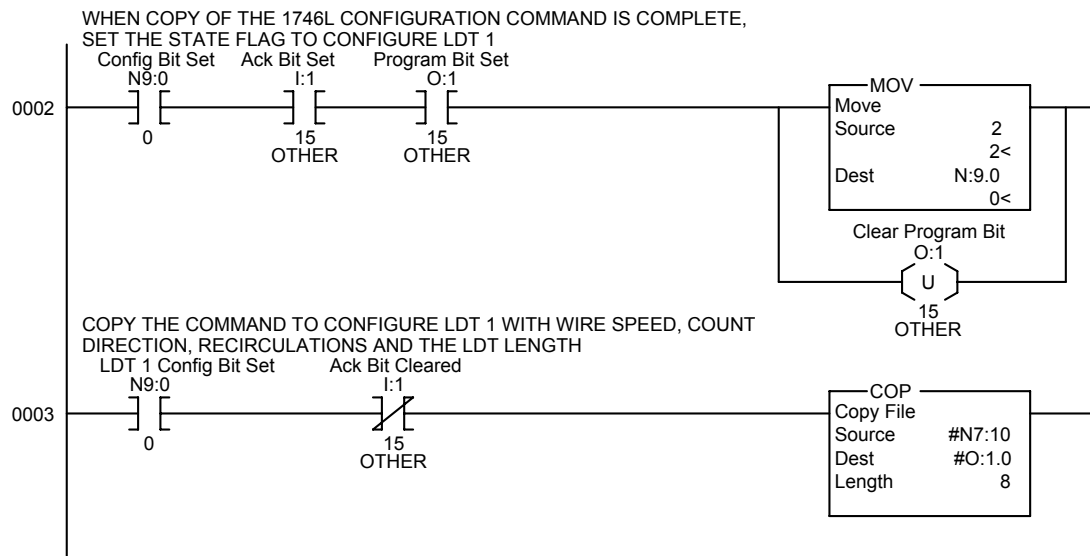 WHEN COPY OF THE 1746L CONFIGURATION COMMAND IS COMPLETE,
SET THE STATE FLAG TO CONFIGURE LDT 1
Config Bit Set Ack Bit Set Program Bit Set
N9:0 I:1 O:1
0002
0 15 15
OTHER OTHER
MOV
Move
Source 2
2<
Dest N:9.0
0<
Clear Program Bit
O:1
U
15
OTHER
COPY THE COMMAND TO CONFIGURE LDT 1 WITH WIRE SPEED, COUNT
DIRECTION, RECIRCULATIONS AND THE LDT LENGTH
LDT 1 Config Bit Set Ack Bit Cleared
N9:0 I:1
0003
0 15
OTHER
COP
Copy File
Source #N7:10
Dest #O:1.0
Length 8